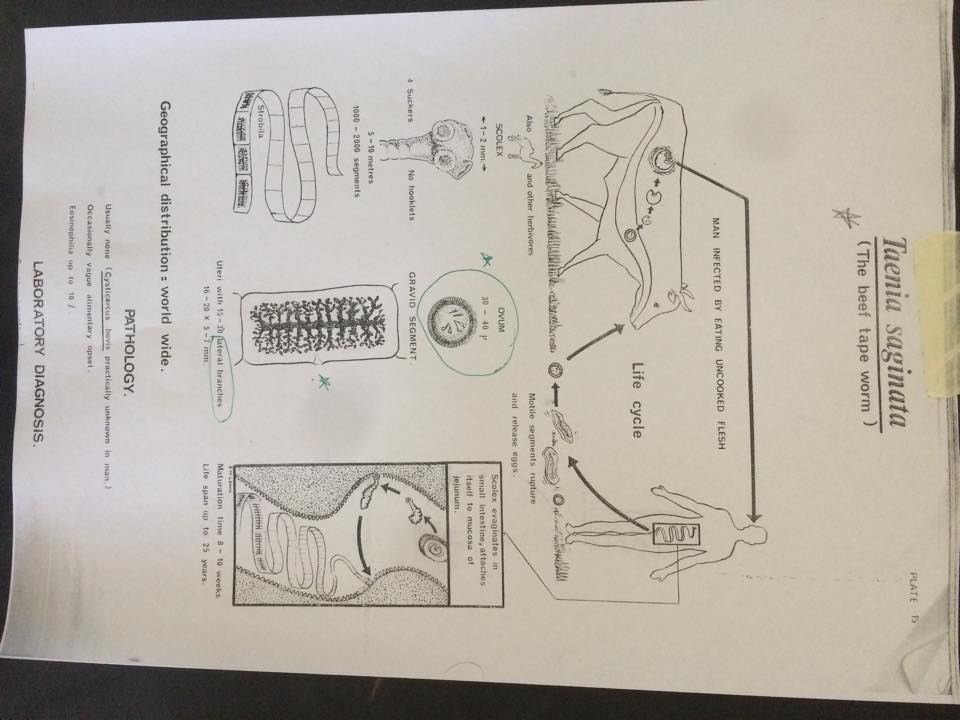 PLATE 15
Taenia saginata
(The beef tape worm)
MAN INFECTED BY EATING UNCOOKED FLESH
Life cycle
Also and other herbivores
Motile segments rupture
and release eggs.
SCOLEX
1-2 mm.
4 Suckers No hooklets
5-10 metres
1000-2000 segments
Strobila
OVUM
30-40 µ
GRAVID SEGMENT.
Uteri with 15-30 lateral branches
16-20 x 5-7 mm.
Scolex evaginates in
small intestine, attaches
itself to mucosa of
jejunum.
Maturation time 8-10 weeks
Life span up to 25 years.
Geographical distribution: world wide.
PATHOLOGY.
Usually none (Cysticercus bovis practically unknown in man.)
Occasionally vague alimentary upset.
Eosinophilia up to 10
LABORATORY DIAGNOSIS.